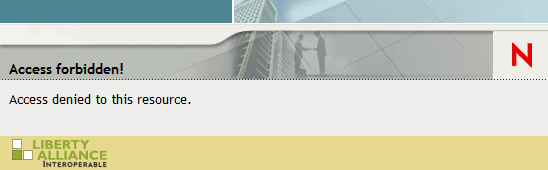 Access forbidden!
N
Access denied to this resource.
LIBERTY
ALLIANCE
INTEROPERABLE